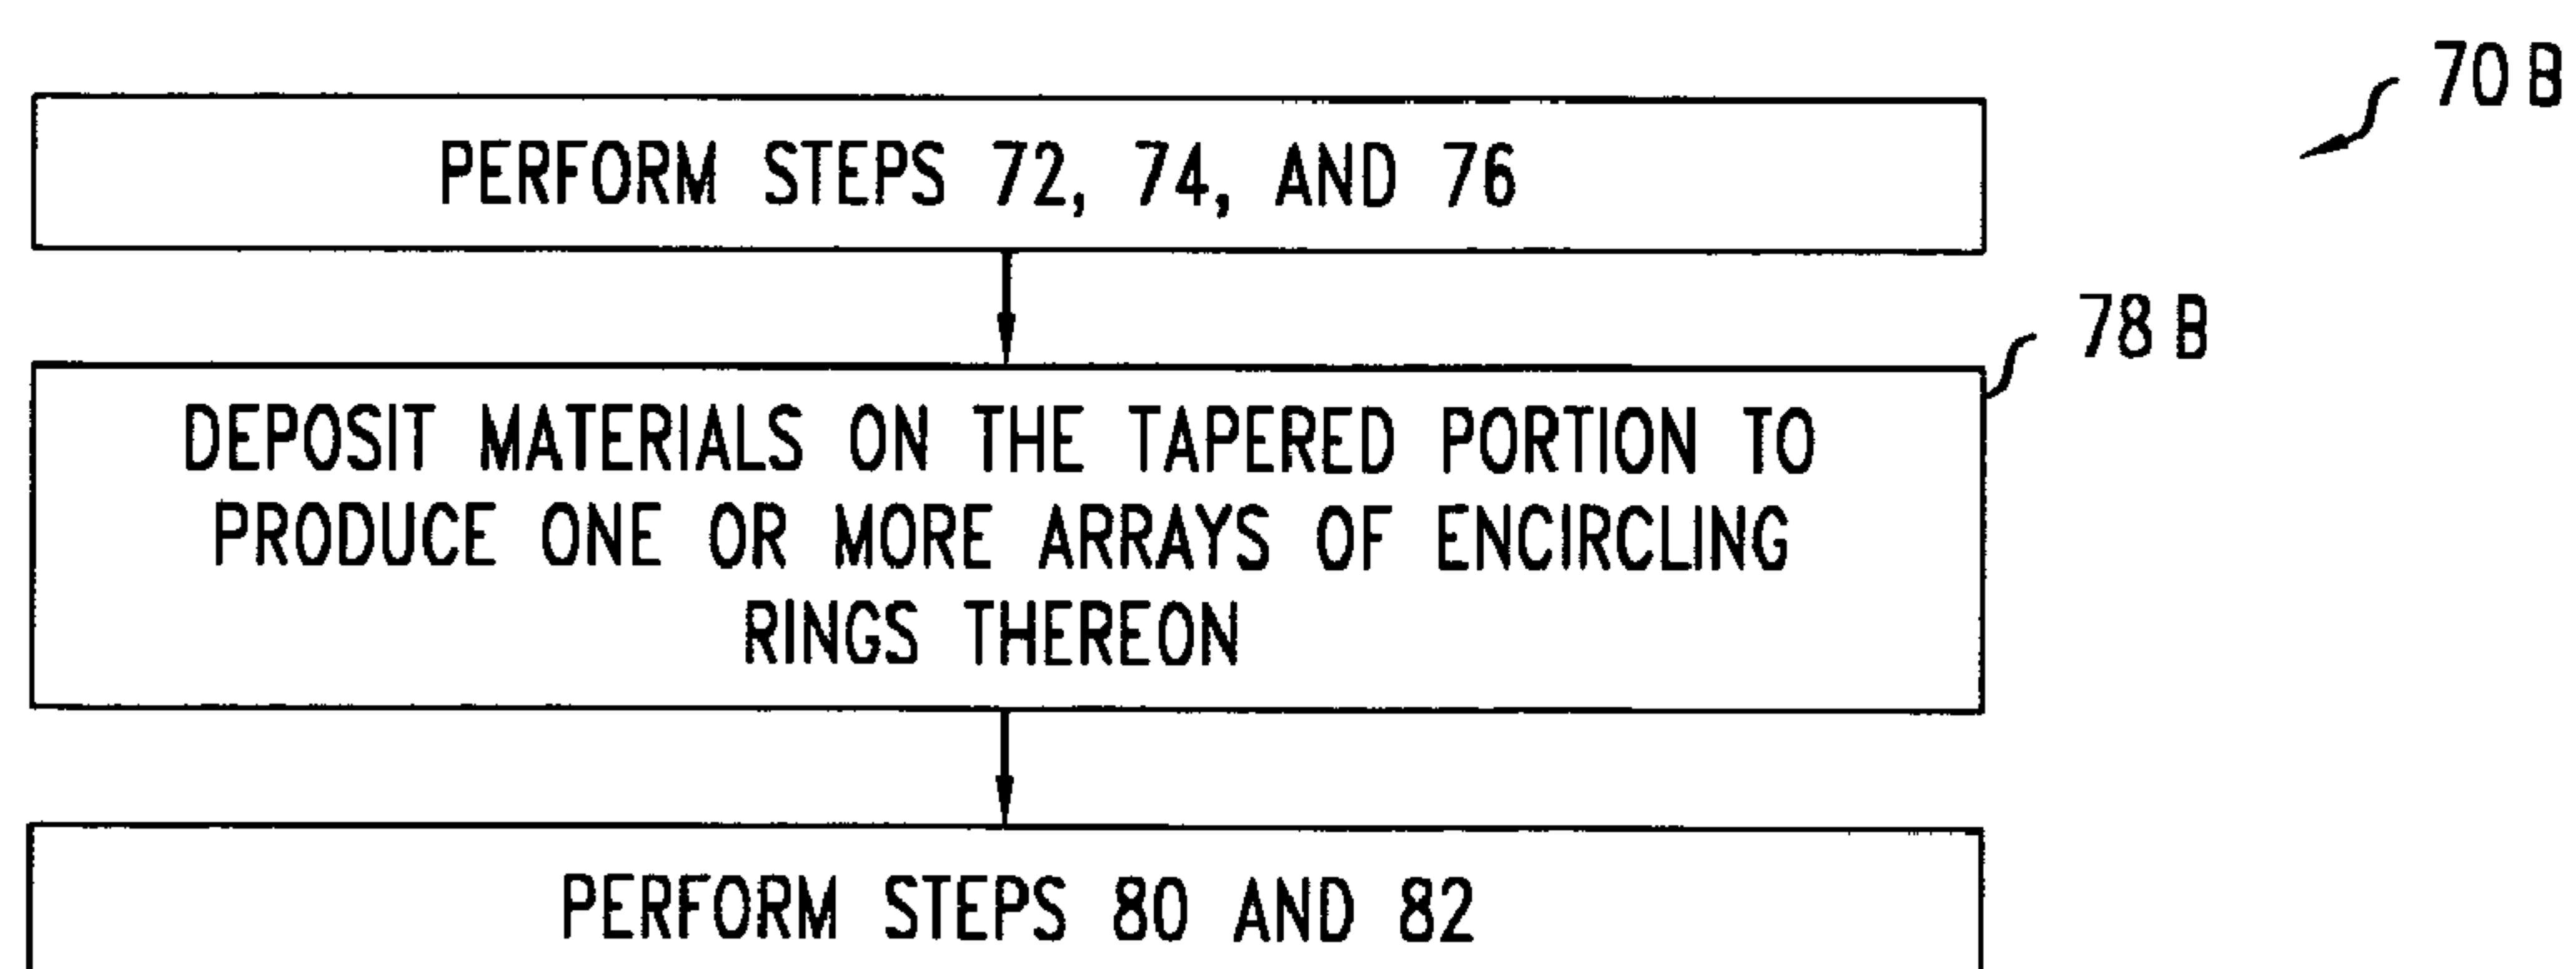 70 B
PERFORM STEPS 72, 74, AND 76
78 B
DEPOSIT MATERIALS ON THE TAPERED PORTION TO
PRODUCE ONE OR MORE ARRAYS OF ENCIRCLING
RINGS THEREON
PERFORM STEPS 80 AND 82